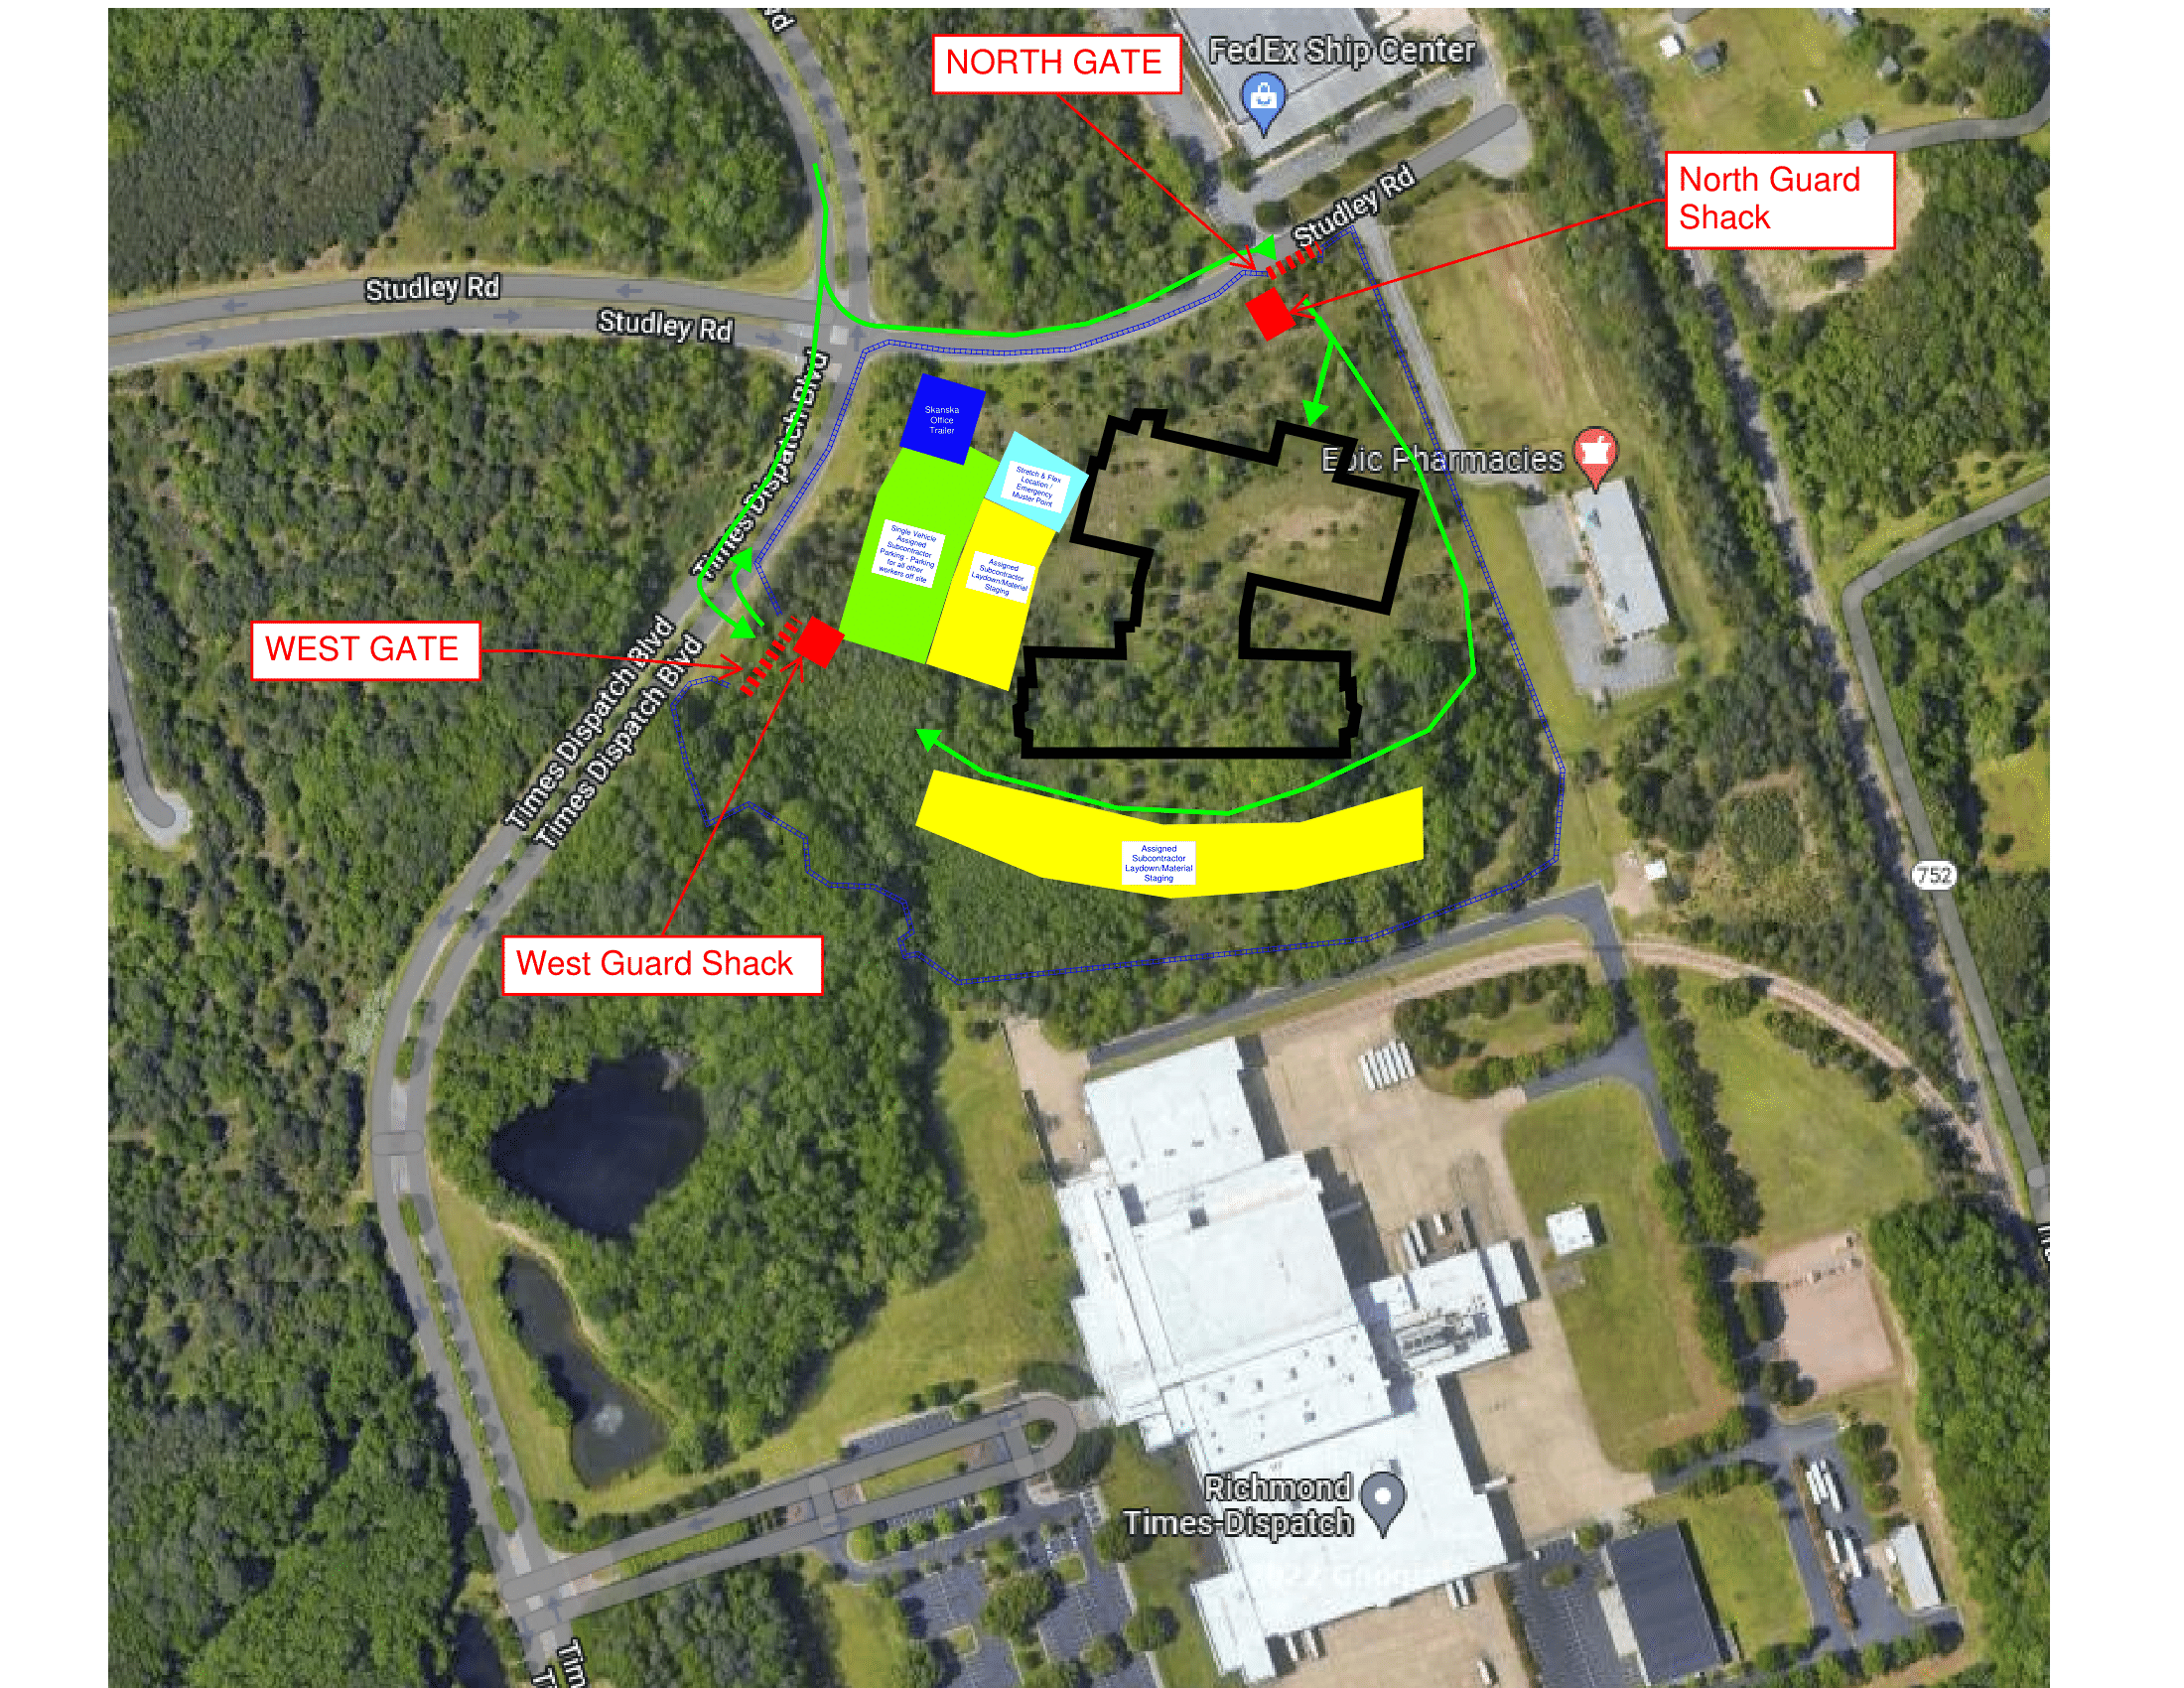 vd
NORTH GATE
FedEx Ship Center
North Guard
Shack
Studley Rd
Studley Rd
Studley Rd
Times Dispatch Blvd
Skanska
Office
Trailer
Stretch & Flex
Location /
Emergency
Muster Point
Epic Pharmacies
Single Vehicle
Assigned
Subcontractor
Parking - Parking
for all other
workers off site
Assigned
Subcontractor
Laydown/Material
Staging
WEST GATE
Times Dispatch Blvd
Times Dispatch Blvd
Assigned
Subcontractor
Laydown/Material
Staging
752
West Guard Shack
Richmond
Times-Dispatch
Tim
Ti